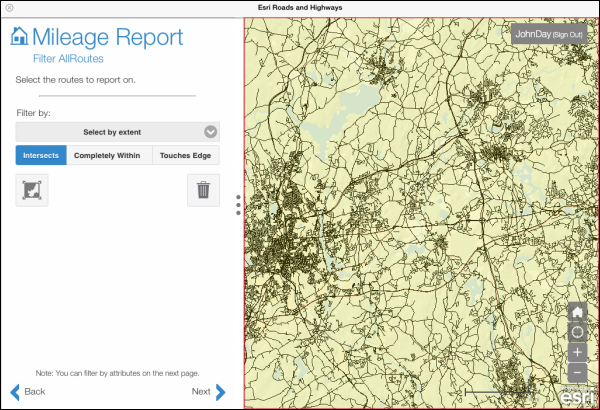 Esri Roads and Highways
Mileage Report
Filter AllRoutes
Select the routes to report on.
Filter by:
Select by extent
Intersects Completely Within Touches Edge
Note: You can filter by attributes on the next page.
Back Next
JohnDay (Sign Out)
esri